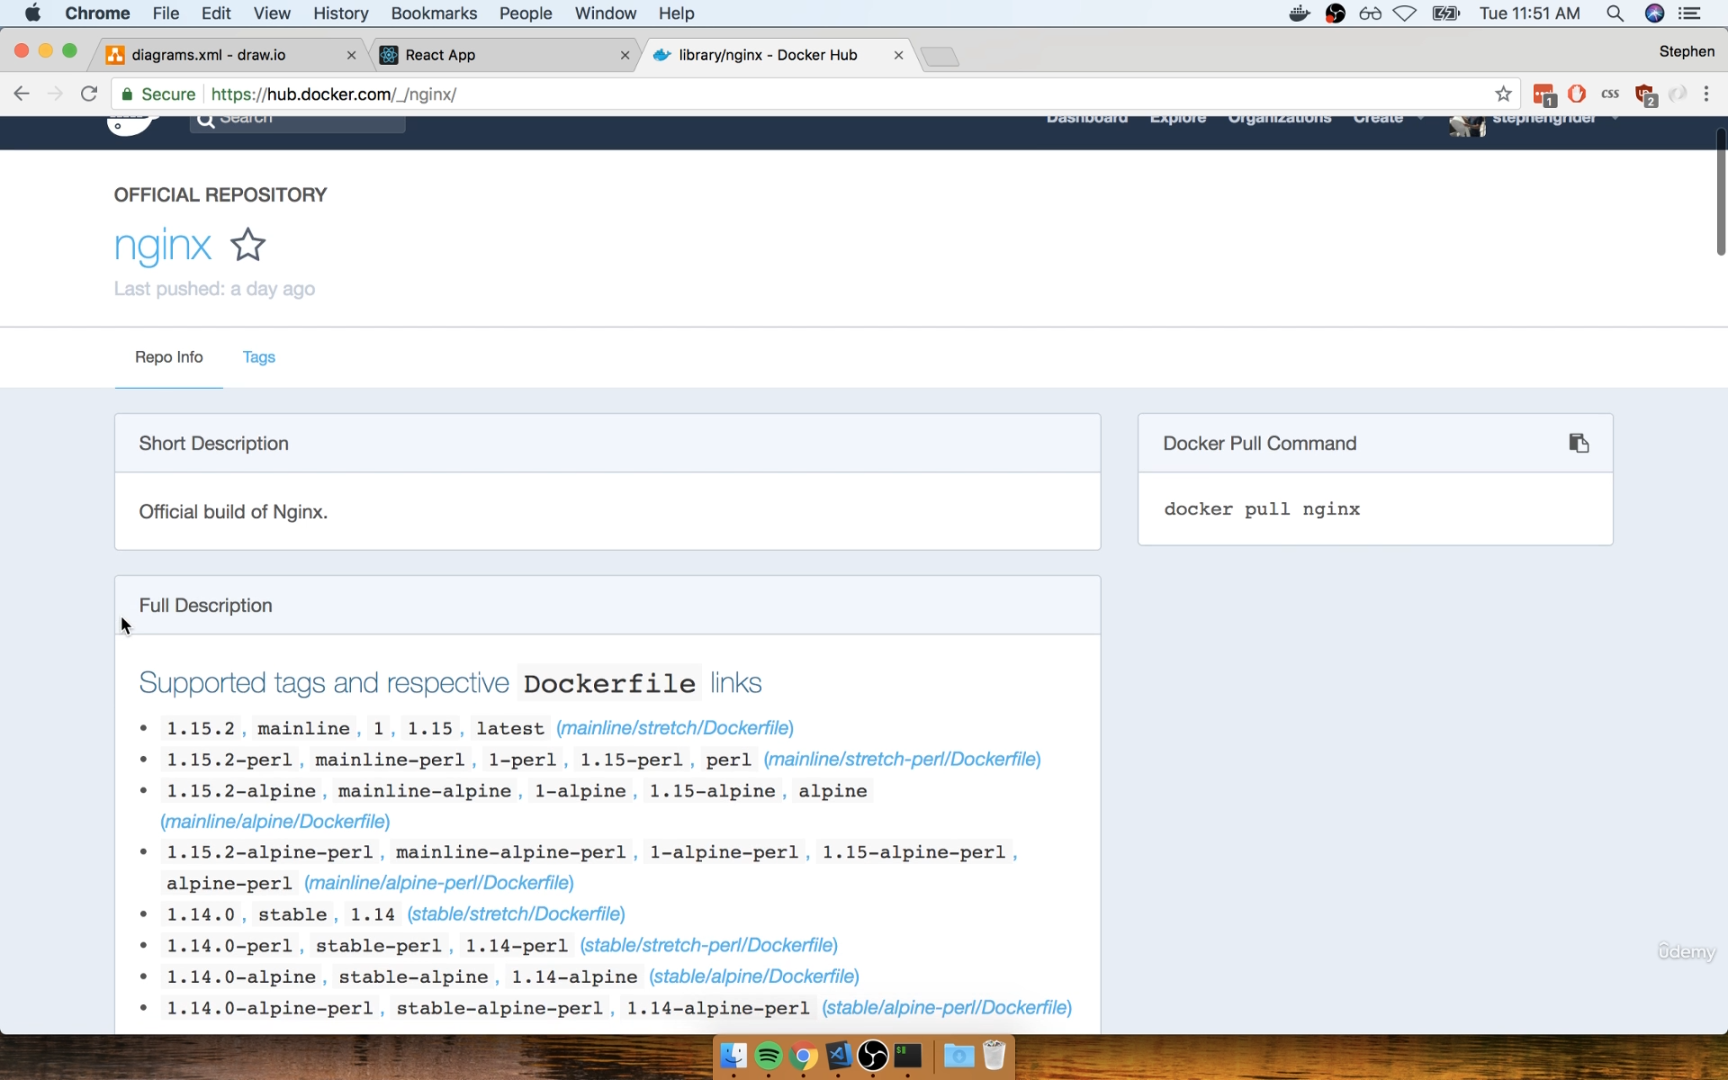 Chrome File Edit View History Bookmarks People Window Help Tue 11:51 AM
diagrams.xml - draw.io React App library/nginx - Docker Hub Stephen
Secure https://hub.docker.com/_/nginx/ 1 css 2
Search Dashboard Explore Organizations Create stephengrider
OFFICIAL REPOSITORY
nginx
Last pushed: a day ago
Repo Info Tags
Short Description
Official build of Nginx.
Docker Pull Command
docker pull nginx
Full Description
Supported tags and respective Dockerfile links
• 1.15.2, mainline, 1, 1.15, latest (mainline/stretch/Dockerfile)
• 1.15.2-perl, mainline-perl, 1-perl, 1.15-perl, perl (mainline/stretch-perl/Dockerfile)
• 1.15.2-alpine, mainline-alpine, 1-alpine, 1.15-alpine, alpine
(mainline/alpine/Dockerfile)
• 1.15.2-alpine-perl, mainline-alpine-perl, 1-alpine-perl, 1.15-alpine-perl,
alpine-perl (mainline/alpine-perl/Dockerfile)
• 1.14.0, stable, 1.14 (stable/stretch/Dockerfile)
• 1.14.0-perl, stable-perl, 1.14-perl (stable/stretch-perl/Dockerfile)
• 1.14.0-alpine, stable-alpine, 1.14-alpine (stable/alpine/Dockerfile)
• 1.14.0-alpine-perl, stable-alpine-perl, 1.14-alpine-perl (stable/alpine-perl/Dockerfile)
ûdemy